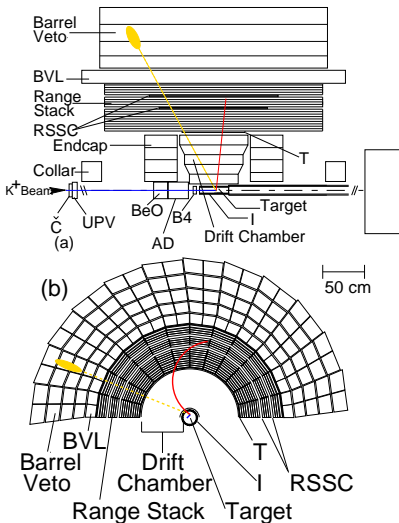 Barrel
Veto
BVL
Range
Stack
RSSC
Endcap
T
Collar
K+ Beam
Č
(a)
UPV
BeO
AD
B4
I
Target
Drift Chamber
50 cm
(b)
BVL
Barrel
Veto
Drift
Chamber
Range Stack
T
I
Target
RSSC